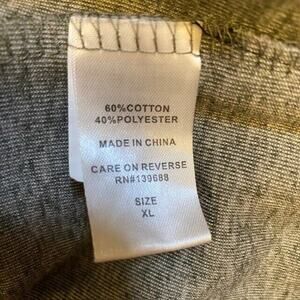 60%COTTON
40%POLYESTER
MADE IN CHINA
CARE ON REVERSE
RN#139688
SIZE
XL